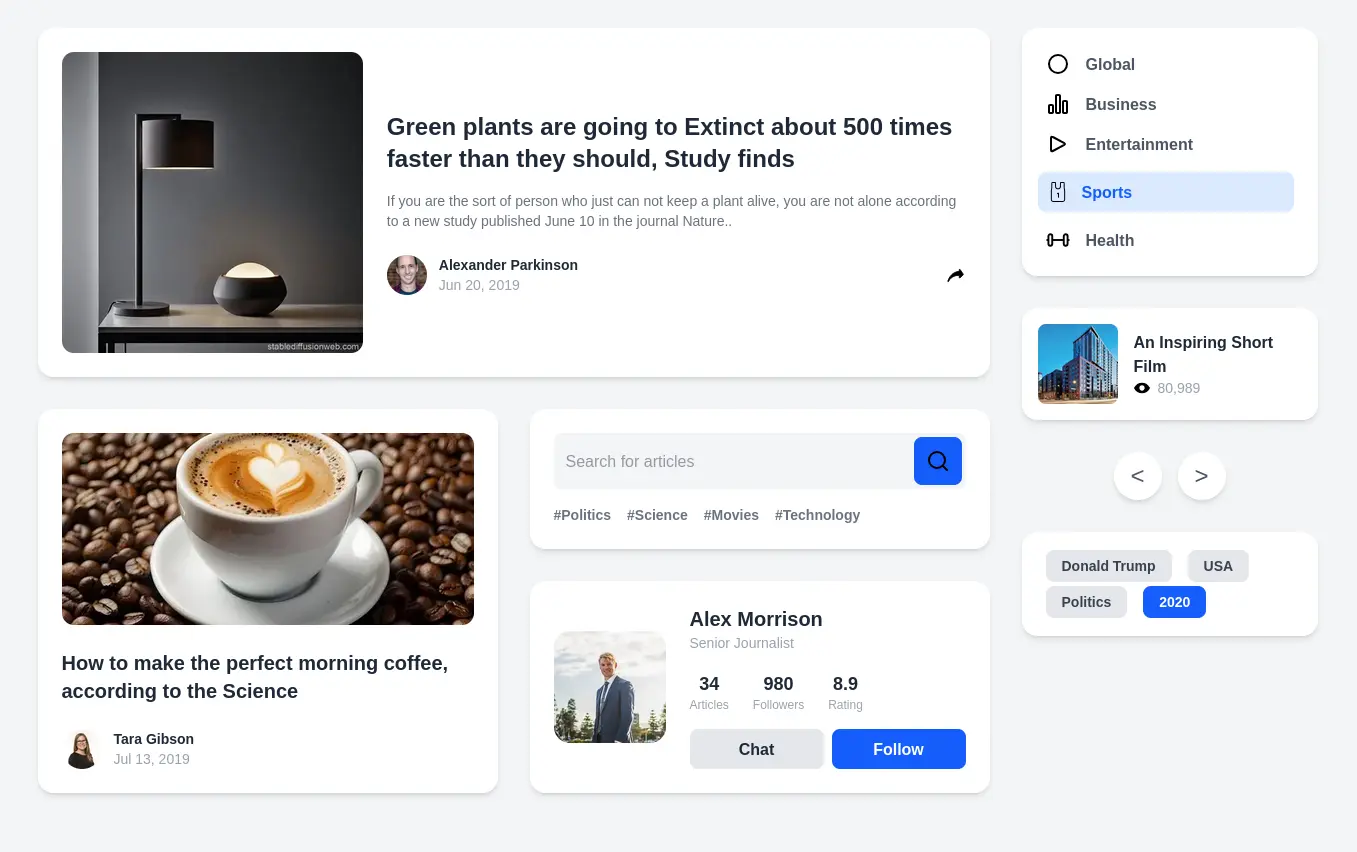 stablediffusionweb.com
Green plants are going to Extinct about 500 times
faster than they should, Study finds
If you are the sort of person who just can not keep a plant alive, you are not alone according
to a new study published June 10 in the journal Nature..
Alexander Parkinson
Jun 20, 2019
How to make the perfect morning coffee,
according to the Science
Tara Gibson
Jul 13, 2019
Search for articles
#Politics #Science #Movies #Technology
Alex Morrison
Senior Journalist
34 980 8.9
Articles Followers Rating
Chat Follow
Global
Business
Entertainment
1 Sports
Health
An Inspiring Short
Film
80,989
< >
Donald Trump USA
Politics 2020